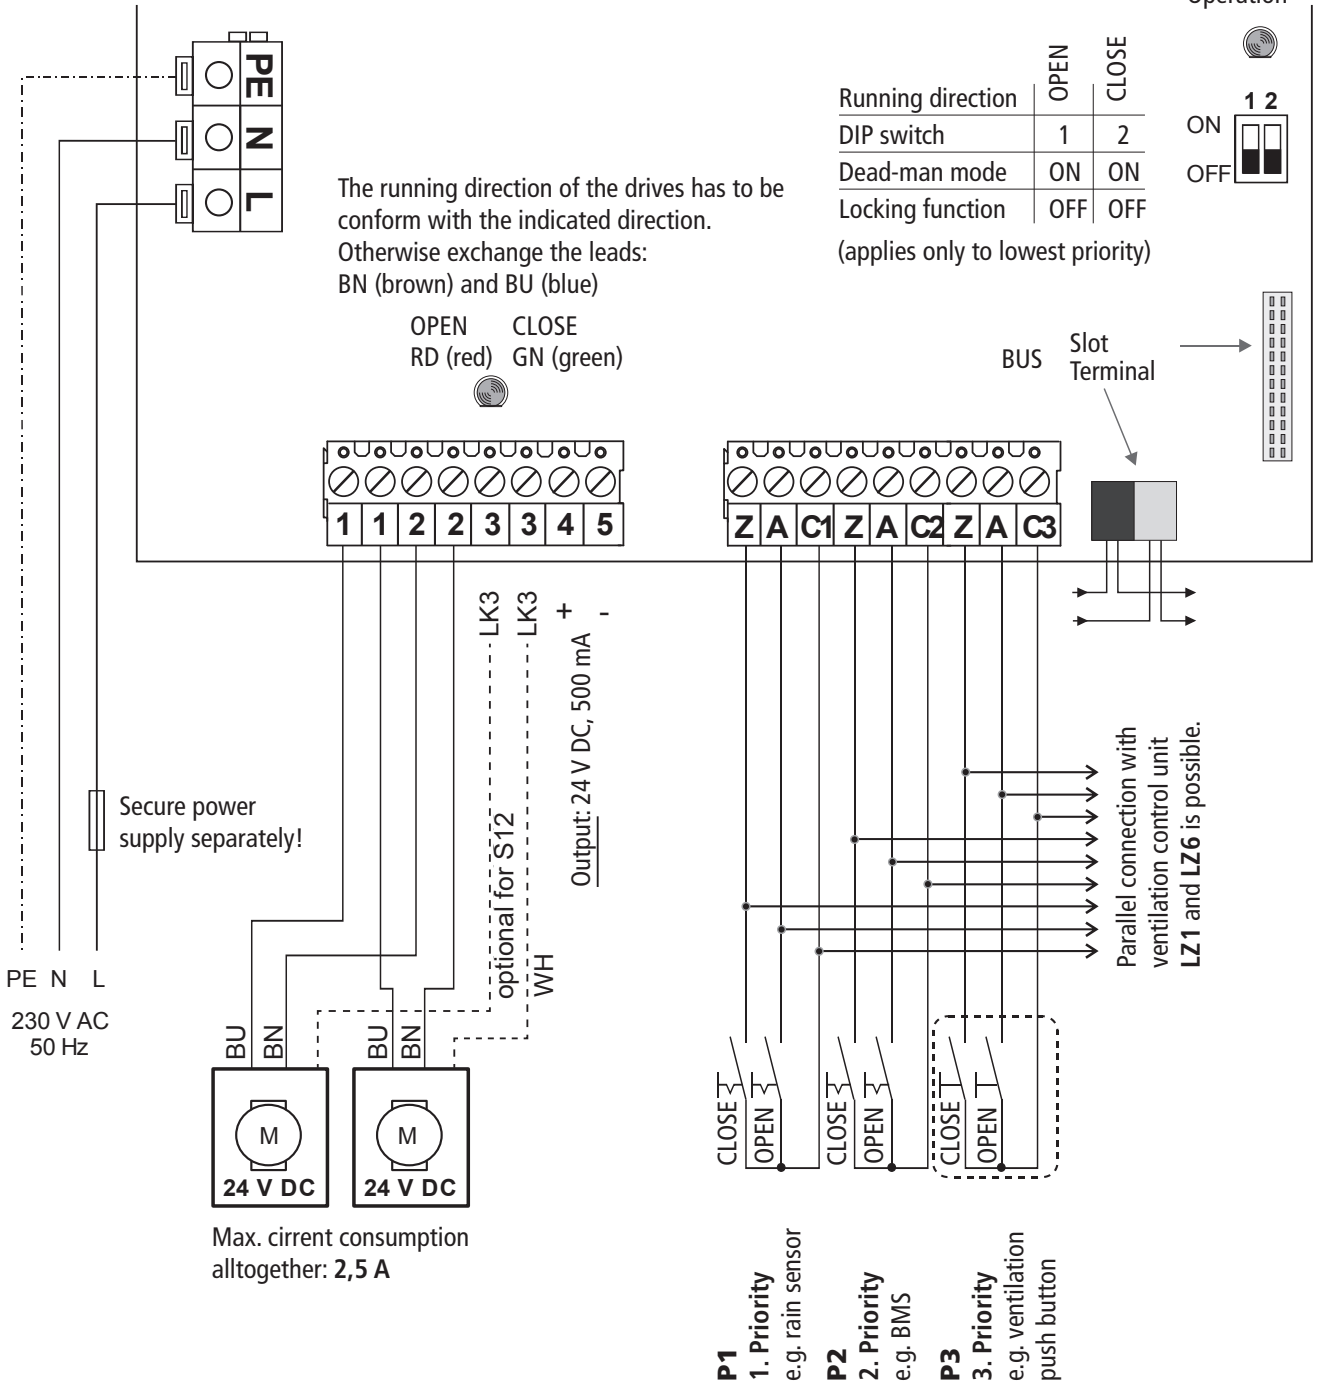 Operation
PE
N
L
Running direction OPEN CLOSE
DIP switch 1 2
Dead-man mode ON ON
Locking function OFF OFF
(applies only to lowest priority)
1 2
ON
OFF
The running direction of the drives has to be
conform with the indicated direction.
Otherwise exchange the leads:
BN (brown) and BU (blue)
OPEN CLOSE
RD (red) GN (green)
BUS
Slot
Terminal
1 1 2 2 3 3 4 5
Z A C1 Z A C2 Z A C3
LK3
LK3
+
-
Output: 24 V DC, 500 mA
optional for S12
WH
Secure power
supply separately!
Parallel connection with
ventilation control unit
LZ1 and LZ6 is possible.
PE N L
230 V AC
50 Hz
BU
BN
BU
BN
M
24 V DC
M
24 V DC
Max. cirrent consumption
alltogether: 2,5 A
CLOSE
OPEN
CLOSE
OPEN
CLOSE
OPEN
P1
1. Priority
e.g. rain sensor
P2
2. Priority
e.g. BMS
P3
3. Priority
e.g. ventilation
push button